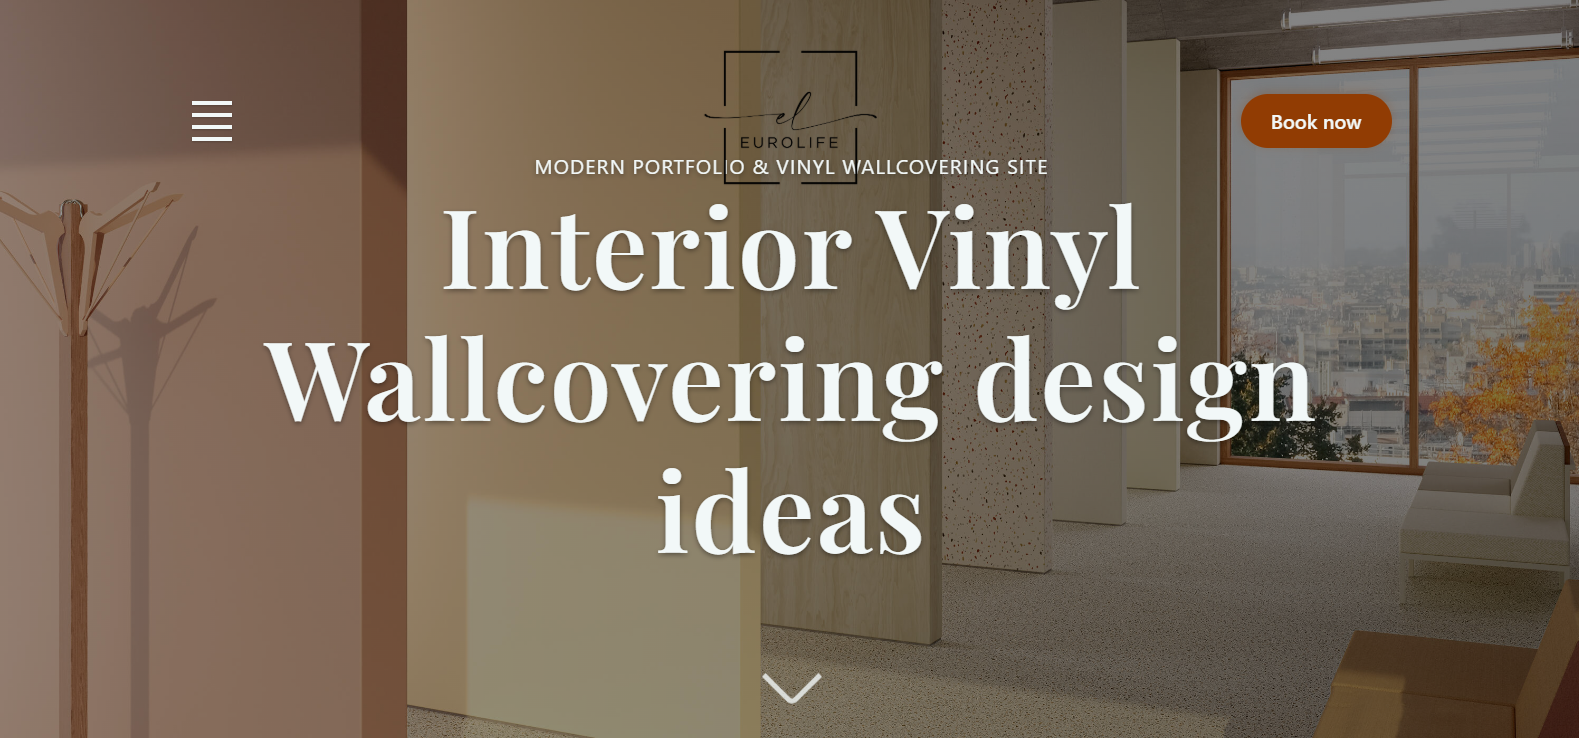 el
EUROLIFE
Book now
MODERN PORTFOLIO & VINYL WALLCOVERING SITE
Interior Vinyl
Wallcovering design
ideas